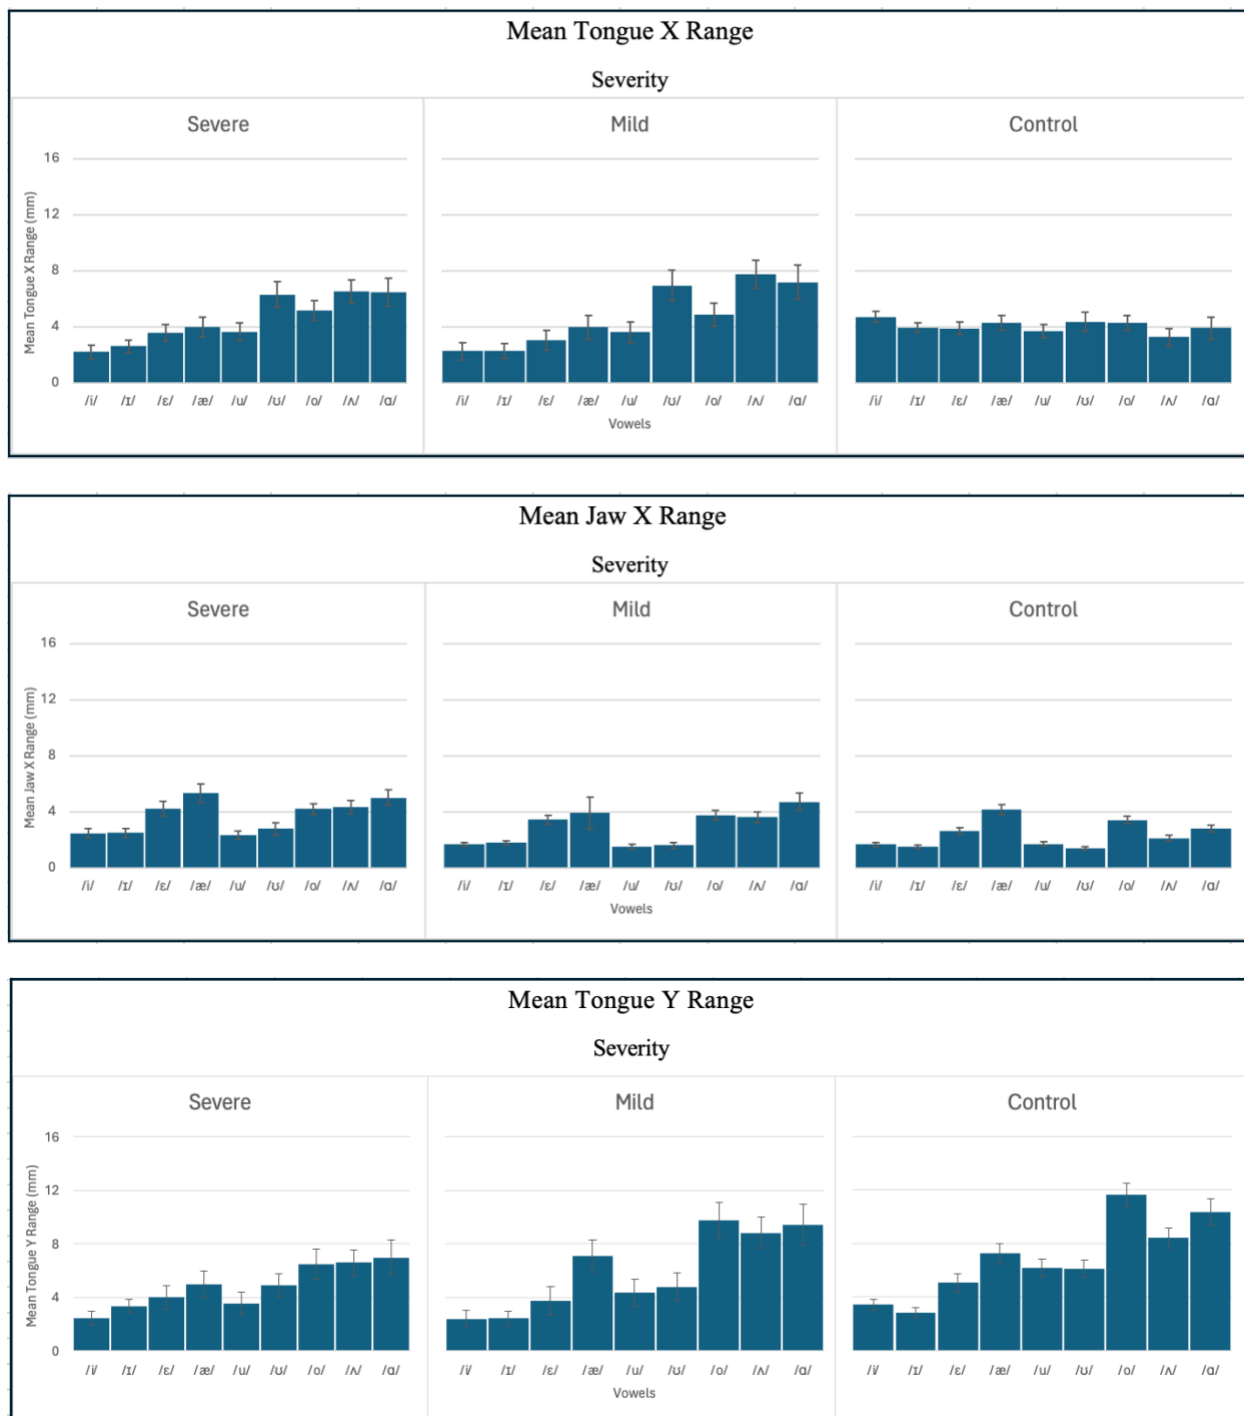 Mean Tongue X Range
Severity
Severe Mild Control
Mean Tongue X Range (mm)
16
12
8
4
0
/i/ /ɪ/ /ɛ/ /æ/ /u/ /ʊ/ /o/ /ʌ/ /ɑ/ /i/ /ɪ/ /ɛ/ /æ/ /u/ /ʊ/ /o/ /ʌ/ /ɑ/ /i/ /ɪ/ /ɛ/ /æ/ /u/ /ʊ/ /o/ /ʌ/ /ɑ/
Vowels
Mean Jaw X Range
Severity
Severe Mild Control
Mean Jaw X Range (mm)
16
12
8
4
0
/i/ /ɪ/ /ɛ/ /æ/ /u/ /ʊ/ /o/ /ʌ/ /ɑ/ /i/ /ɪ/ /ɛ/ /æ/ /u/ /ʊ/ /o/ /ʌ/ /ɑ/ /i/ /ɪ/ /ɛ/ /æ/ /u/ /ʊ/ /o/ /ʌ/ /ɑ/
Vowels
Mean Tongue Y Range
Severity
Severe Mild Control
Mean Tongue Y Range (mm)
16
12
8
4
0
/i/ /ɪ/ /ɛ/ /æ/ /u/ /ʊ/ /o/ /ʌ/ /ɑ/ /i/ /ɪ/ /ɛ/ /æ/ /u/ /ʊ/ /o/ /ʌ/ /ɑ/ /i/ /ɪ/ /ɛ/ /æ/ /u/ /ʊ/ /o/ /ʌ/ /ɑ/
Vowels